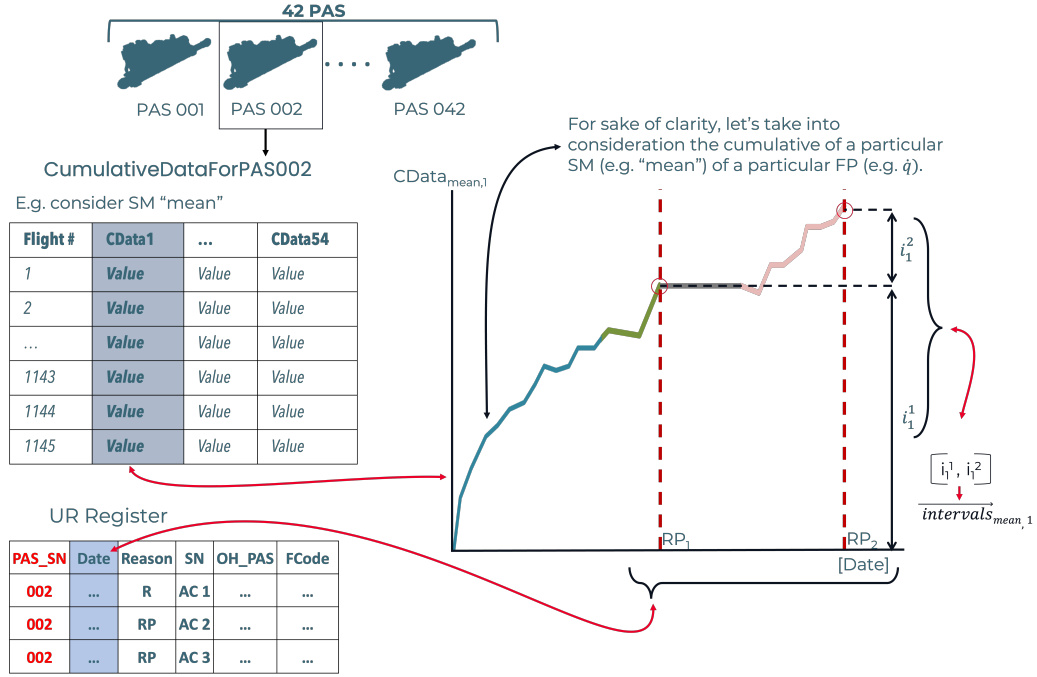 42 PAS
PAS 001
PAS 002
PAS 042
CumulativeDataForPAS002
E.g. consider SM “mean”
Flight # CData1 ... CData54
1 Value Value Value
2 Value Value Value
... Value Value Value
1143 Value Value Value
1144 Value Value Value
1145 Value Value Value
For sake of clarity, let’s take into
consideration the cumulative of a particular
SM (e.g. “mean”) of a particular FP (e.g. q̇).
CData_mean,1
i₁²
i₁¹
[i₁¹, i₁²]
intervals_mean,1
RP₁
RP₂
[Date]
UR Register
PAS_SN Date Reason SN OH_PAS FCode
002 ... R AC 1 ... ...
002 ... RP AC 2 ... ...
002 ... RP AC 3 ... ...